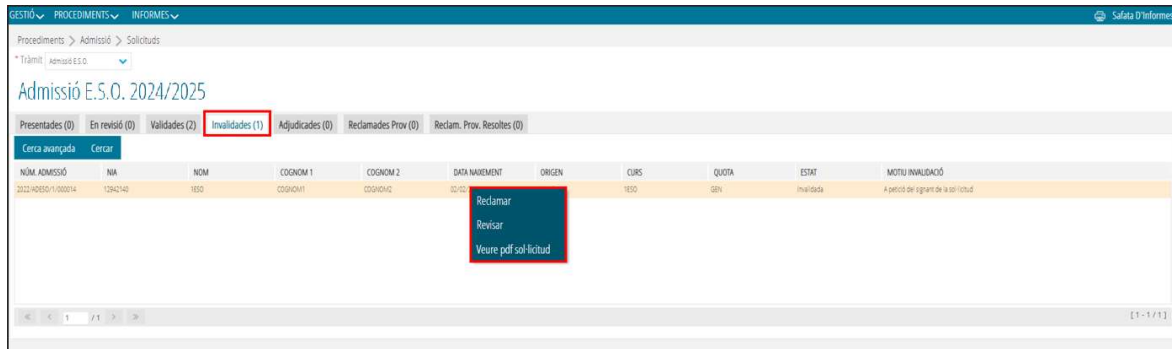 GESTIÓ PROCEDIMENTS INFORMES Safata D'Informes
Procediments > Admissió > Solicituds
* Tràmit Admissió E.S.O.
Admissió E.S.O. 2024/2025
Presentades (0) En revisió (0) Validades (2) Invalidades (1) Adjudicades (0) Reclamades Prov (0) Reclam. Prov. Resoltes (0)
Cerca avançada Cercar
NÚM. ADMISSIÓ NIA NOM COGNOM 1 COGNOM 2 DATA NAIXEMENT ORIGEN CURS QUOTA ESTAT MOTIU INVALIDACIÓ
2022/ADESO/1/000014 12942140 1ESO COGNOM1 COGNOM2 02/02/ 1ESO GEN Invalidada A petició del signant de la sol·licitud
Reclamar
Revisar
Veure pdf sol·licitud
1 / 1 [ 1 - 1 / 1 ]